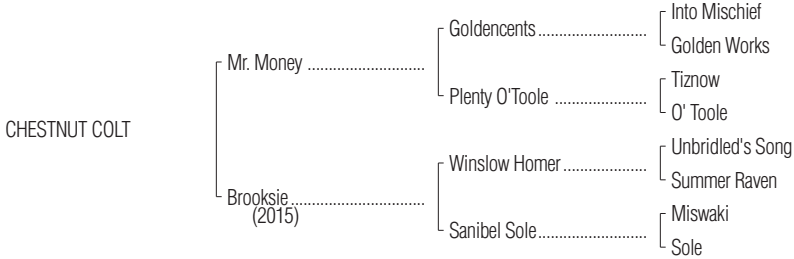 Into Mischief
Goldencents
Golden Works
Mr. Money
Tiznow
Plenty O'Toole
O' Toole
CHESTNUT COLT
Unbridled's Song
Winslow Homer
Summer Raven
Brooksie
(2015)
Miswaki
Sanibel Sole
Sole